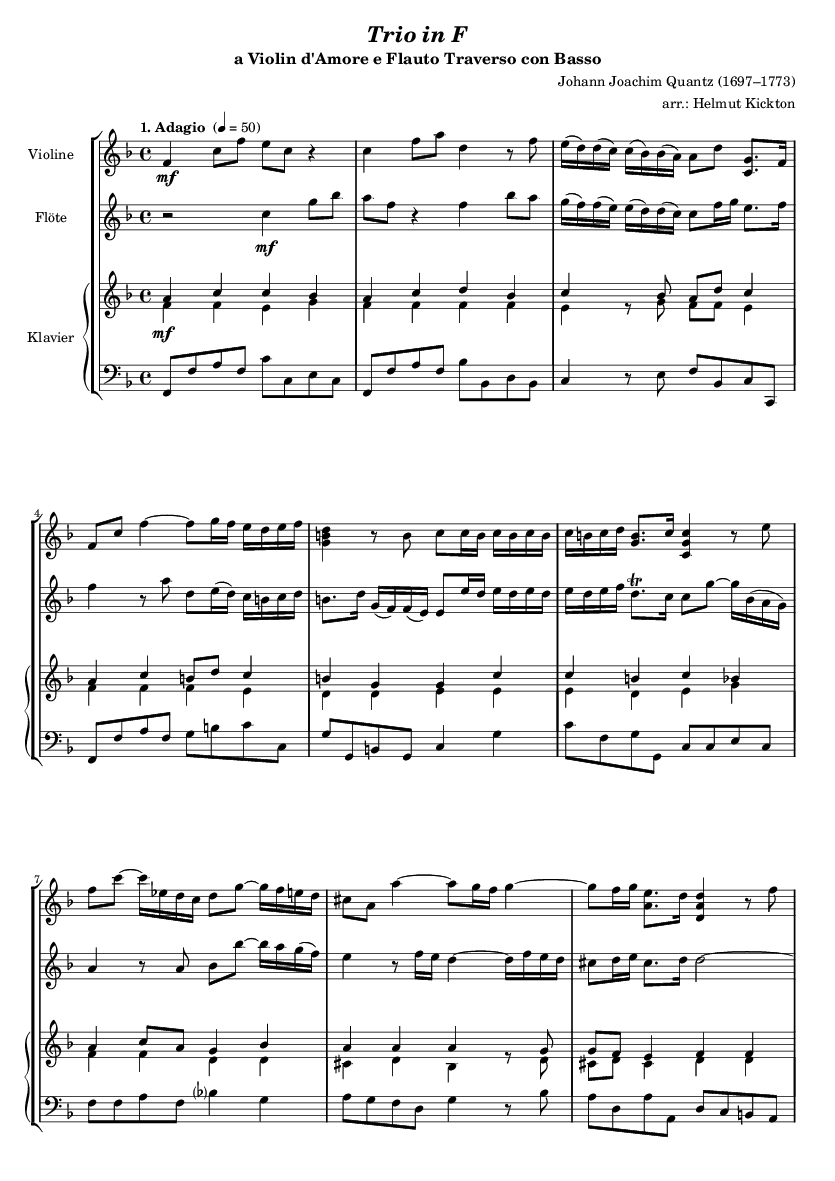 Trio in F
a Violin d'Amore e Flauto Traverso con Basso
Johann Joachim Quantz (1697–1773)
arr.: Helmut Kickton
1. Adagio (♩ = 50)
Violine
mf
Flöte
mf
Klavier
mf
4
tr
7